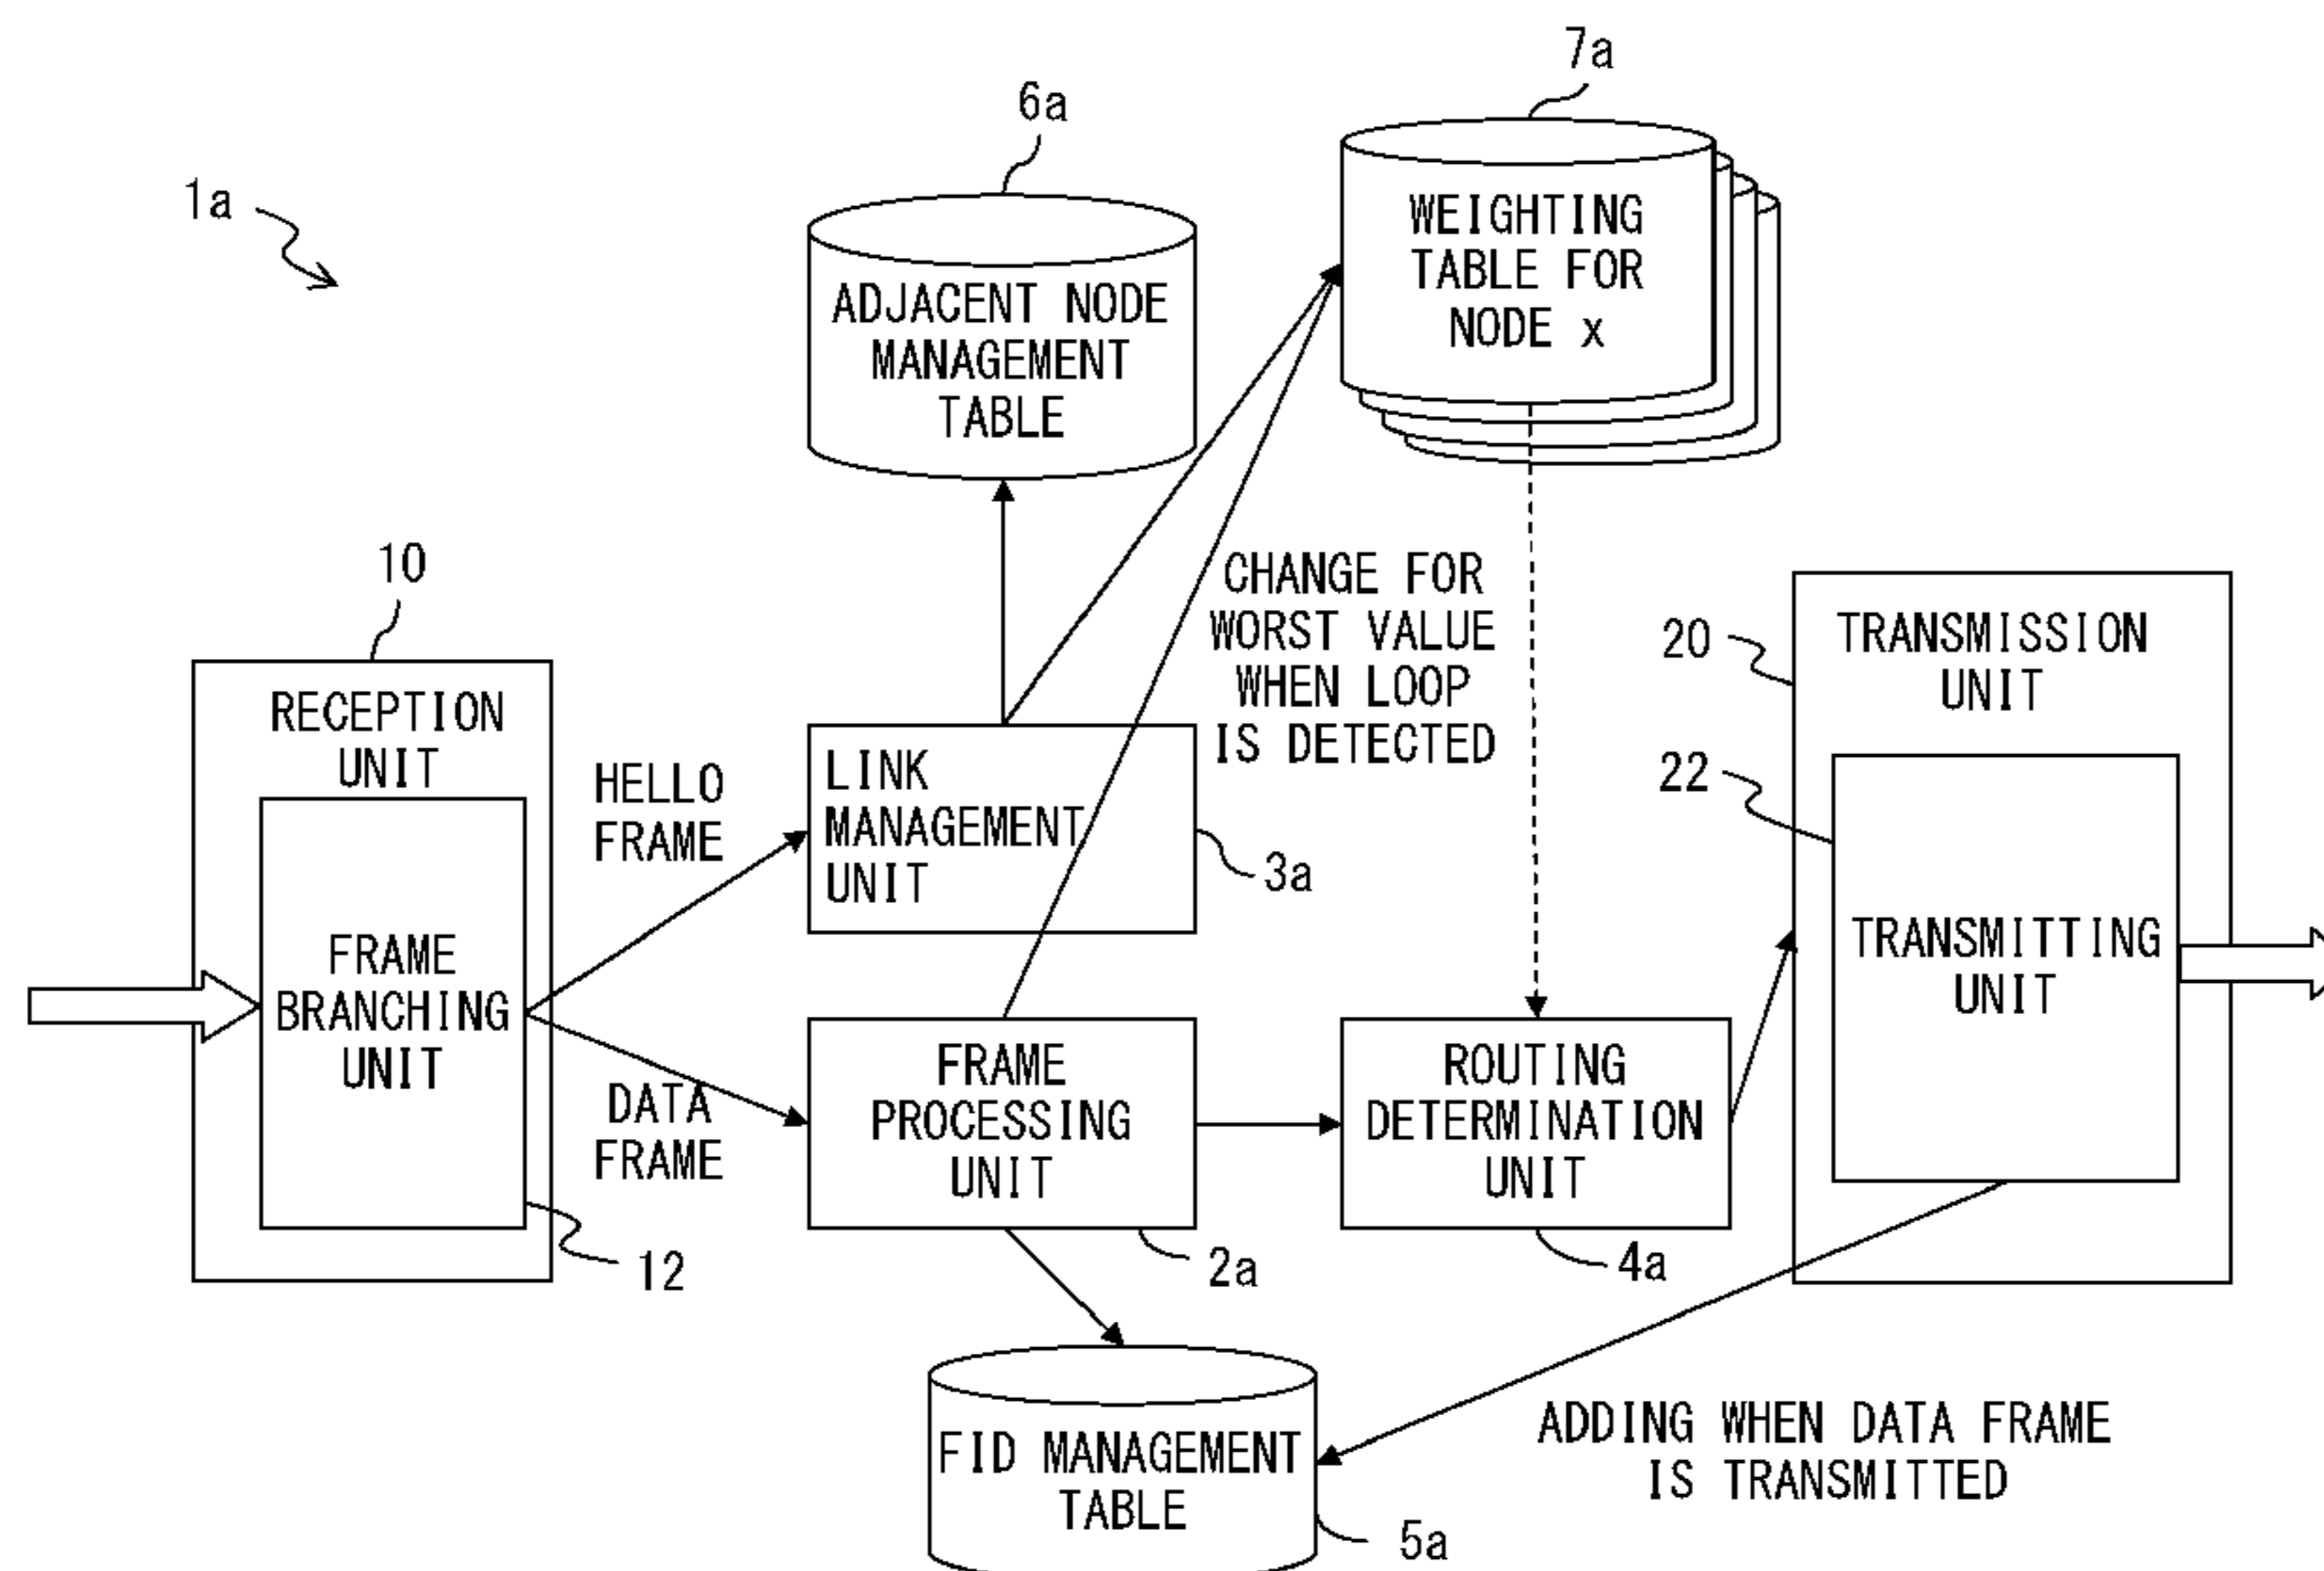 7a
6a
1a
WEIGHTING
TABLE FOR
NODE x
ADJACENT NODE
MANAGEMENT
TABLE
10
CHANGE FOR
WORST VALUE
WHEN LOOP
IS DETECTED
20
TRANSMISSION
UNIT
RECEPTION
UNIT
HELLO
FRAME
LINK
MANAGEMENT
UNIT
22
3a
FRAME
BRANCHING
UNIT
TRANSMITTING
UNIT
DATA
FRAME
FRAME
PROCESSING
UNIT
ROUTING
DETERMINATION
UNIT
12
2a
4a
FID MANAGEMENT
TABLE
ADDING WHEN DATA FRAME
IS TRANSMITTED
5a